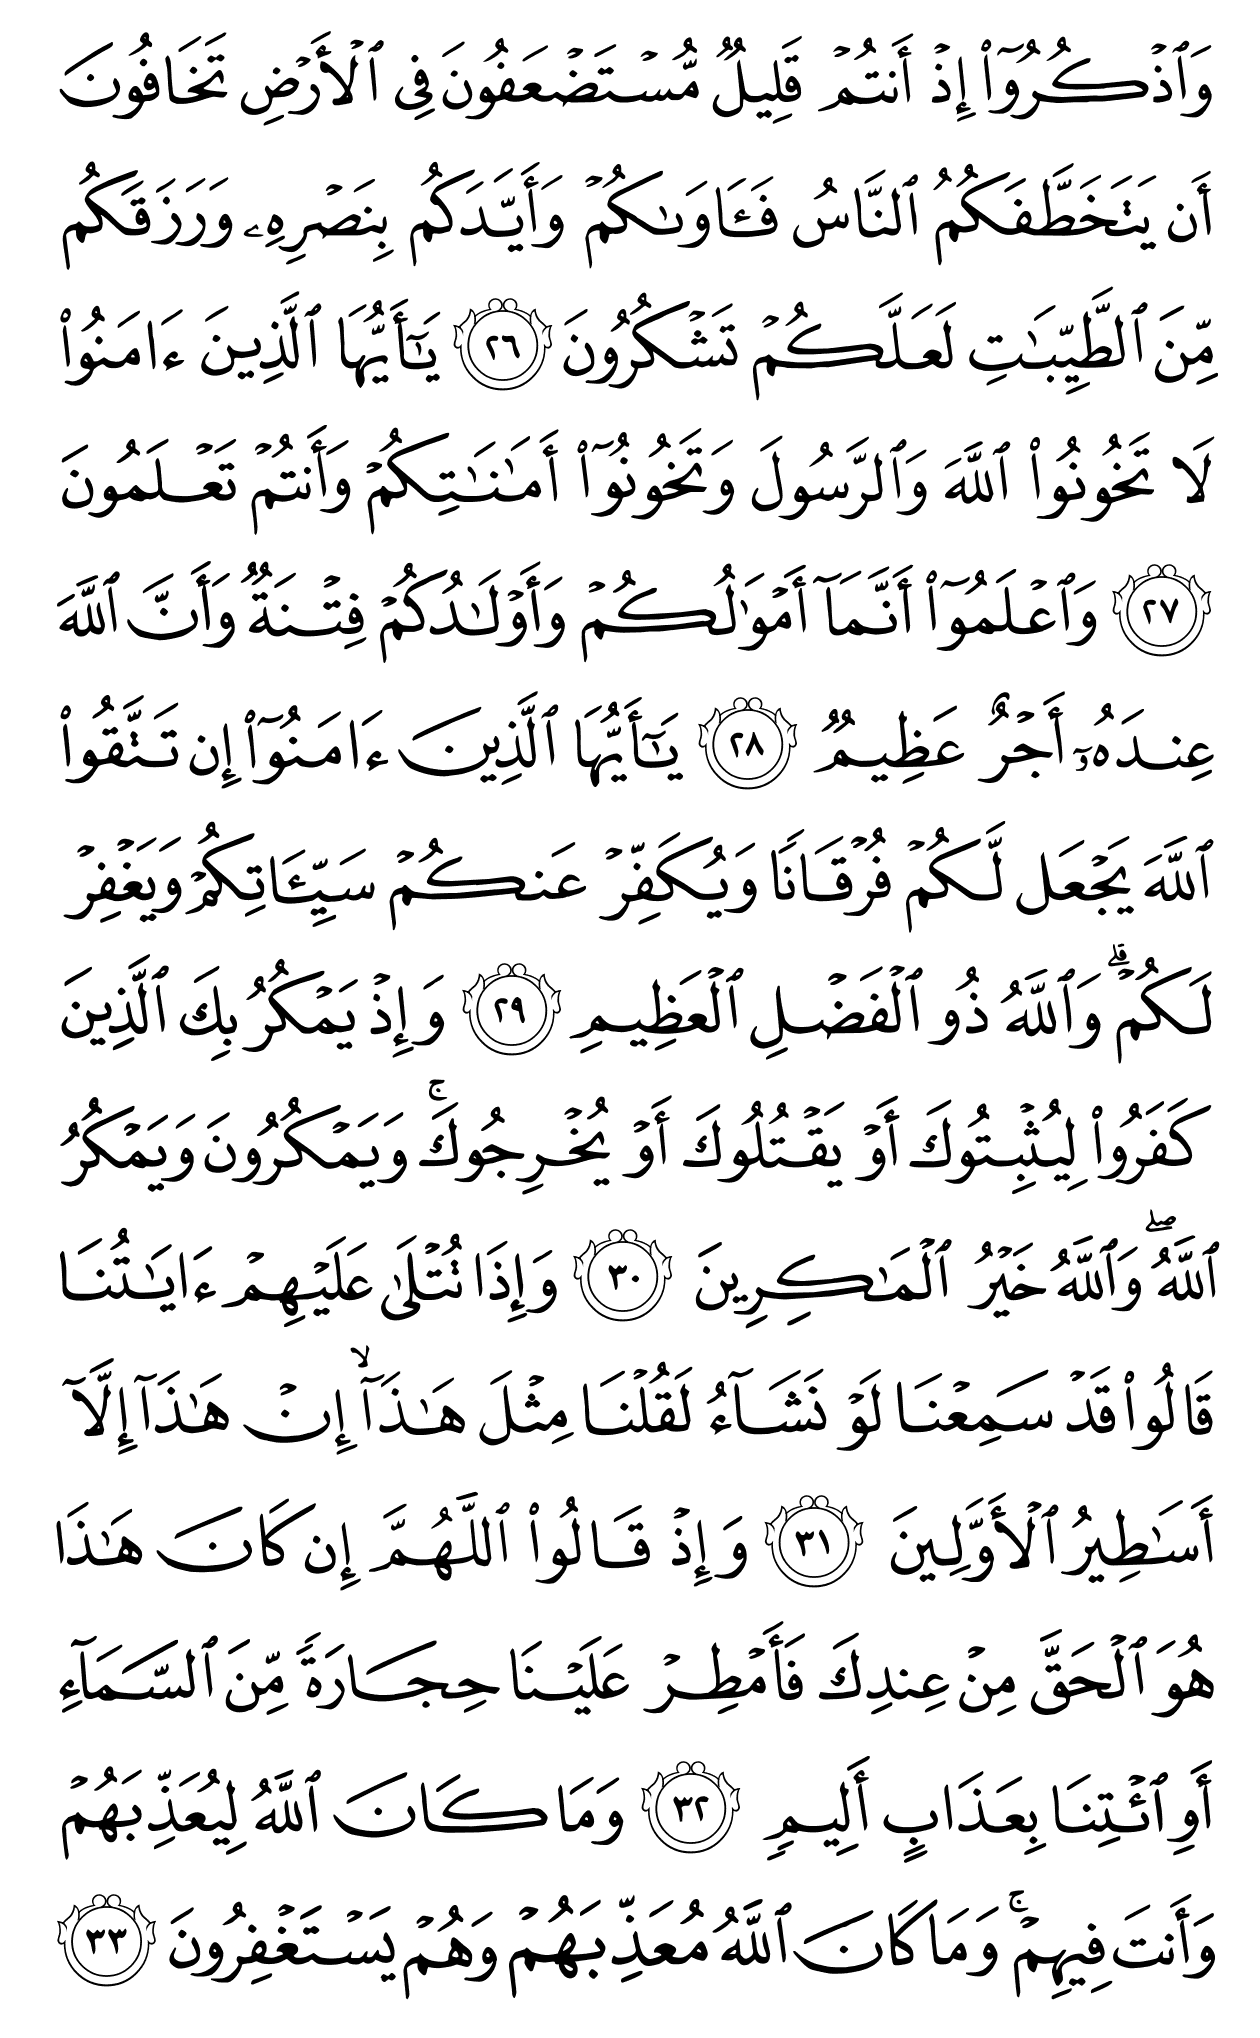 وَٱذۡكُرُوٓاْ إِذۡ أَنتُمۡ قَلِيلٞ مُّسۡتَضۡعَفُونَ فِي ٱلۡأَرۡضِ تَخَافُونَ
أَن يَتَخَطَّفَكُمُ ٱلنَّاسُ فَـَٔاوَىٰكُمۡ وَأَيَّدَكُم بِنَصۡرِهِۦ وَرَزَقَكُم
مِّنَ ٱلطَّيِّبَٰتِ لَعَلَّكُمۡ تَشۡكُرُونَ ٢٦ يَٰٓأَيُّهَا ٱلَّذِينَ ءَامَنُواْ
لَا تَخُونُواْ ٱللَّهَ وَٱلرَّسُولَ وَتَخُونُوٓاْ أَمَٰنَٰتِكُمۡ وَأَنتُمۡ تَعۡلَمُونَ
٢٧ وَٱعۡلَمُوٓاْ أَنَّمَآ أَمۡوَٰلُكُمۡ وَأَوۡلَٰدُكُمۡ فِتۡنَةٞ وَأَنَّ ٱللَّهَ
عِندَهُۥٓ أَجۡرٌ عَظِيمٞ ٢٨ يَٰٓأَيُّهَا ٱلَّذِينَ ءَامَنُوٓاْ إِن تَتَّقُواْ
ٱللَّهَ يَجۡعَل لَّكُمۡ فُرۡقَانٗا وَيُكَفِّرۡ عَنكُمۡ سَيِّـَٔاتِكُمۡ وَيَغۡفِرۡ
لَكُمۡۗ وَٱللَّهُ ذُو ٱلۡفَضۡلِ ٱلۡعَظِيمِ ٢٩ وَإِذۡ يَمۡكُرُ بِكَ ٱلَّذِينَ
كَفَرُواْ لِيُثۡبِتُوكَ أَوۡ يَقۡتُلُوكَ أَوۡ يُخۡرِجُوكَۚ وَيَمۡكُرُونَ وَيَمۡكُرُ
ٱللَّهُۖ وَٱللَّهُ خَيۡرُ ٱلۡمَٰكِرِينَ ٣٠ وَإِذَا تُتۡلَىٰ عَلَيۡهِمۡ ءَايَٰتُنَا
قَالُواْ قَدۡ سَمِعۡنَا لَوۡ نَشَآءُ لَقُلۡنَا مِثۡلَ هَٰذَآۙ إِنۡ هَٰذَآ إِلَّآ
أَسَٰطِيرُ ٱلۡأَوَّلِينَ ٣١ وَإِذۡ قَالُواْ ٱللَّهُمَّ إِن كَانَ هَٰذَا
هُوَ ٱلۡحَقَّ مِنۡ عِندِكَ فَأَمۡطِرۡ عَلَيۡنَا حِجَارَةٗ مِّنَ ٱلسَّمَآءِ
أَوِ ٱئۡتِنَا بِعَذَابٍ أَلِيمٖ ٣٢ وَمَا كَانَ ٱللَّهُ لِيُعَذِّبَهُمۡ
وَأَنتَ فِيهِمۡۚ وَمَا كَانَ ٱللَّهُ مُعَذِّبَهُمۡ وَهُمۡ يَسۡتَغۡفِرُونَ ٣٣